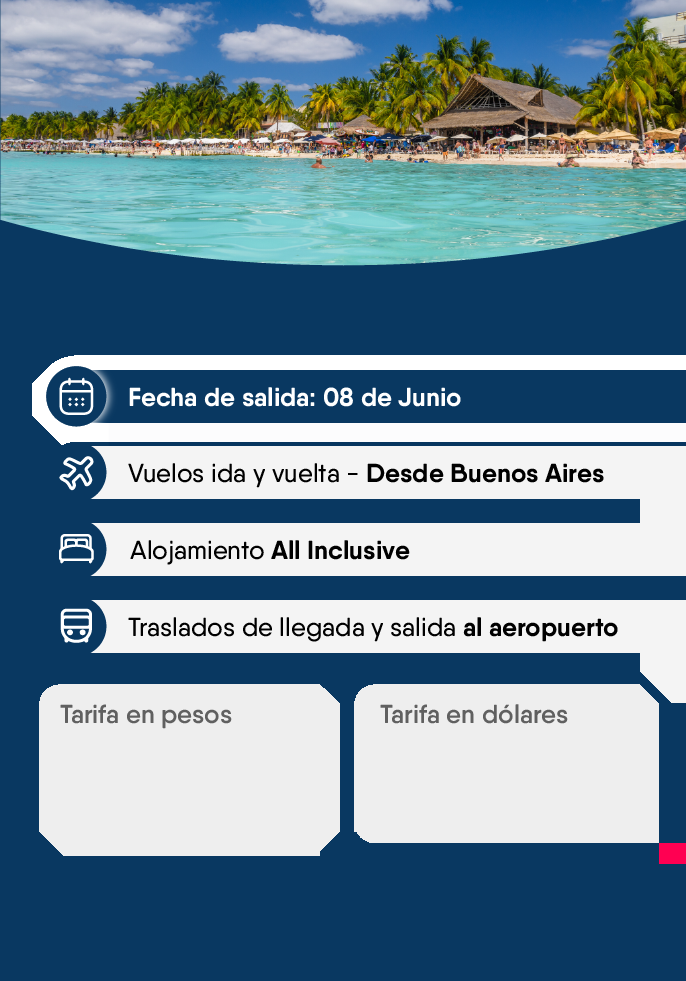 Fecha de salida: 08 de Junio
Vuelos ida y vuelta - Desde Buenos Aires
Alojamiento All Inclusive
Traslados de llegada y salida al aeropuerto
Tarifa en pesos
Tarifa en dólares